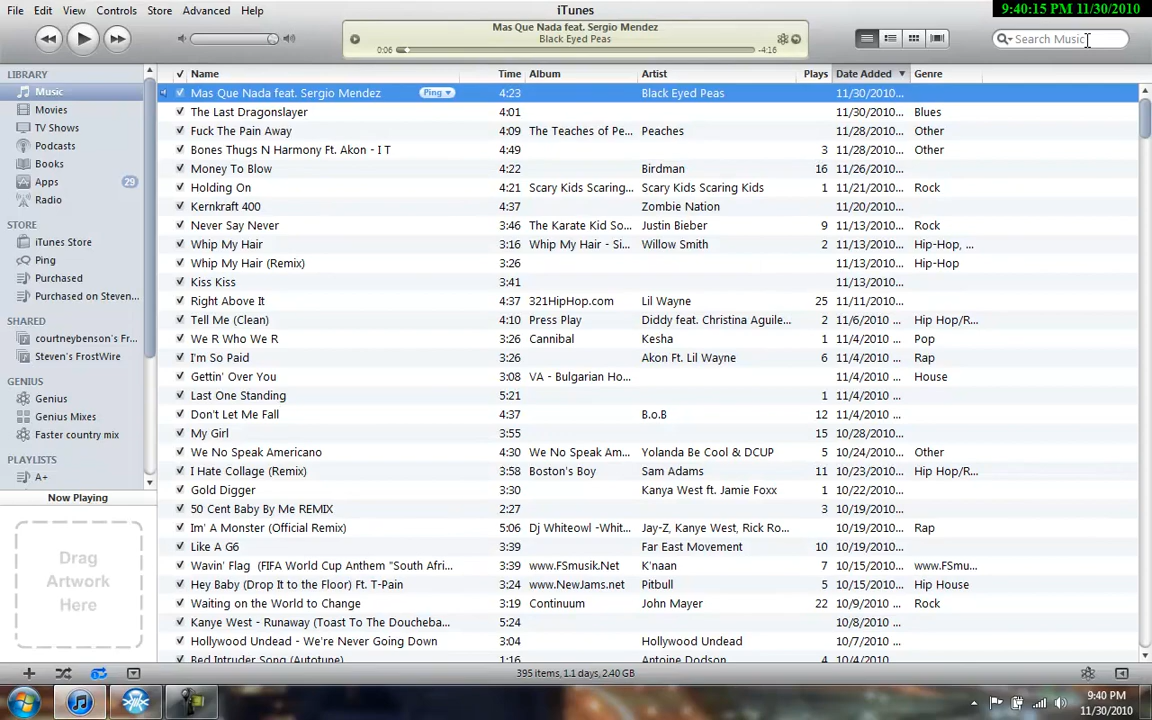 File Edit View Controls Store Advanced Help iTunes 9:40:15 PM 11/30/2010
Mas Que Nada feat. Sergio Mendez
Black Eyed Peas
0:06 -4:16
Search Music
LIBRARY
Music
Movies
TV Shows
Podcasts
Books
Apps 29
Radio
STORE
iTunes Store
Ping
Purchased
Purchased on Steven...
SHARED
courtneybenson's Fr...
Steven's FrostWire
GENIUS
Genius
Genius Mixes
Faster country mix
PLAYLISTS
A+
Now Playing
Drag
Artwork
Here
Name Time Album Artist Plays Date Added Genre
Mas Que Nada feat. Sergio Mendez Ping 4:23 Black Eyed Peas 11/30/2010...
The Last Dragonslayer 4:01 11/30/2010... Blues
Fuck The Pain Away 4:09 The Teaches of Pe... Peaches 11/28/2010... Other
Bones Thugs N Harmony Ft. Akon - I T 4:49 3 11/28/2010... Other
Money To Blow 4:22 Birdman 16 11/26/2010...
Holding On 4:21 Scary Kids Scaring... Scary Kids Scaring Kids 1 11/21/2010... Rock
Kernkraft 400 4:37 Zombie Nation 11/20/2010...
Never Say Never 3:46 The Karate Kid So... Justin Bieber 9 11/13/2010... Rock
Whip My Hair 3:16 Whip My Hair - Si... Willow Smith 2 11/13/2010... Hip-Hop, ...
Whip My Hair (Remix) 3:26 11/13/2010... Hip-Hop
Kiss Kiss 3:41 11/13/2010...
Right Above It 4:37 321HipHop.com Lil Wayne 25 11/11/2010...
Tell Me (Clean) 4:10 Press Play Diddy feat. Christina Aguile... 2 11/6/2010 ... Hip Hop/R...
We R Who We R 3:26 Cannibal Kesha 1 11/4/2010 ... Pop
I'm So Paid 3:26 Akon Ft. Lil Wayne 6 11/4/2010 ... Rap
Gettin' Over You 3:08 VA - Bulgarian Ho... 11/4/2010 ... House
Last One Standing 5:21 1 11/4/2010 ...
Don't Let Me Fall 4:37 B.o.B 12 11/4/2010 ...
My Girl 3:55 15 10/28/2010...
We No Speak Americano 4:30 We No Speak Am... Yolanda Be Cool & DCUP 5 10/24/2010... Other
I Hate Collage (Remix) 3:58 Boston's Boy Sam Adams 11 10/23/2010... Hip Hop/R...
Gold Digger 3:30 Kanya West ft. Jamie Foxx 1 10/22/2010...
50 Cent Baby By Me REMIX 2:27 3 10/19/2010...
Im' A Monster (Official Remix) 5:06 Dj Whiteowl -Whit... Jay-Z, Kanye West, Rick Ro... 10/19/2010... Rap
Like A G6 3:39 Far East Movement 10 10/19/2010...
Wavin' Flag (FIFA World Cup Anthem "South Afri... 3:39 www.FSmusik.Net K'naan 7 10/15/2010... www.FSmu...
Hey Baby (Drop It to the Floor) Ft. T-Pain 3:24 www.NewJams.net Pitbull 5 10/15/2010... Hip House
Waiting on the World to Change 3:19 Continuum John Mayer 22 10/9/2010 ... Rock
Kanye West - Runaway (Toast To The Doucheba... 5:24 10/8/2010 ...
Hollywood Undead - We're Never Going Down 3:04 Hollywood Undead 10/7/2010 ...
Bed Intruder Song (Autotune) 1:16 Antoine Dodson 4 10/4/2010 ...
395 items, 1.1 days, 2.40 GB
9:40 PM
11/30/2010